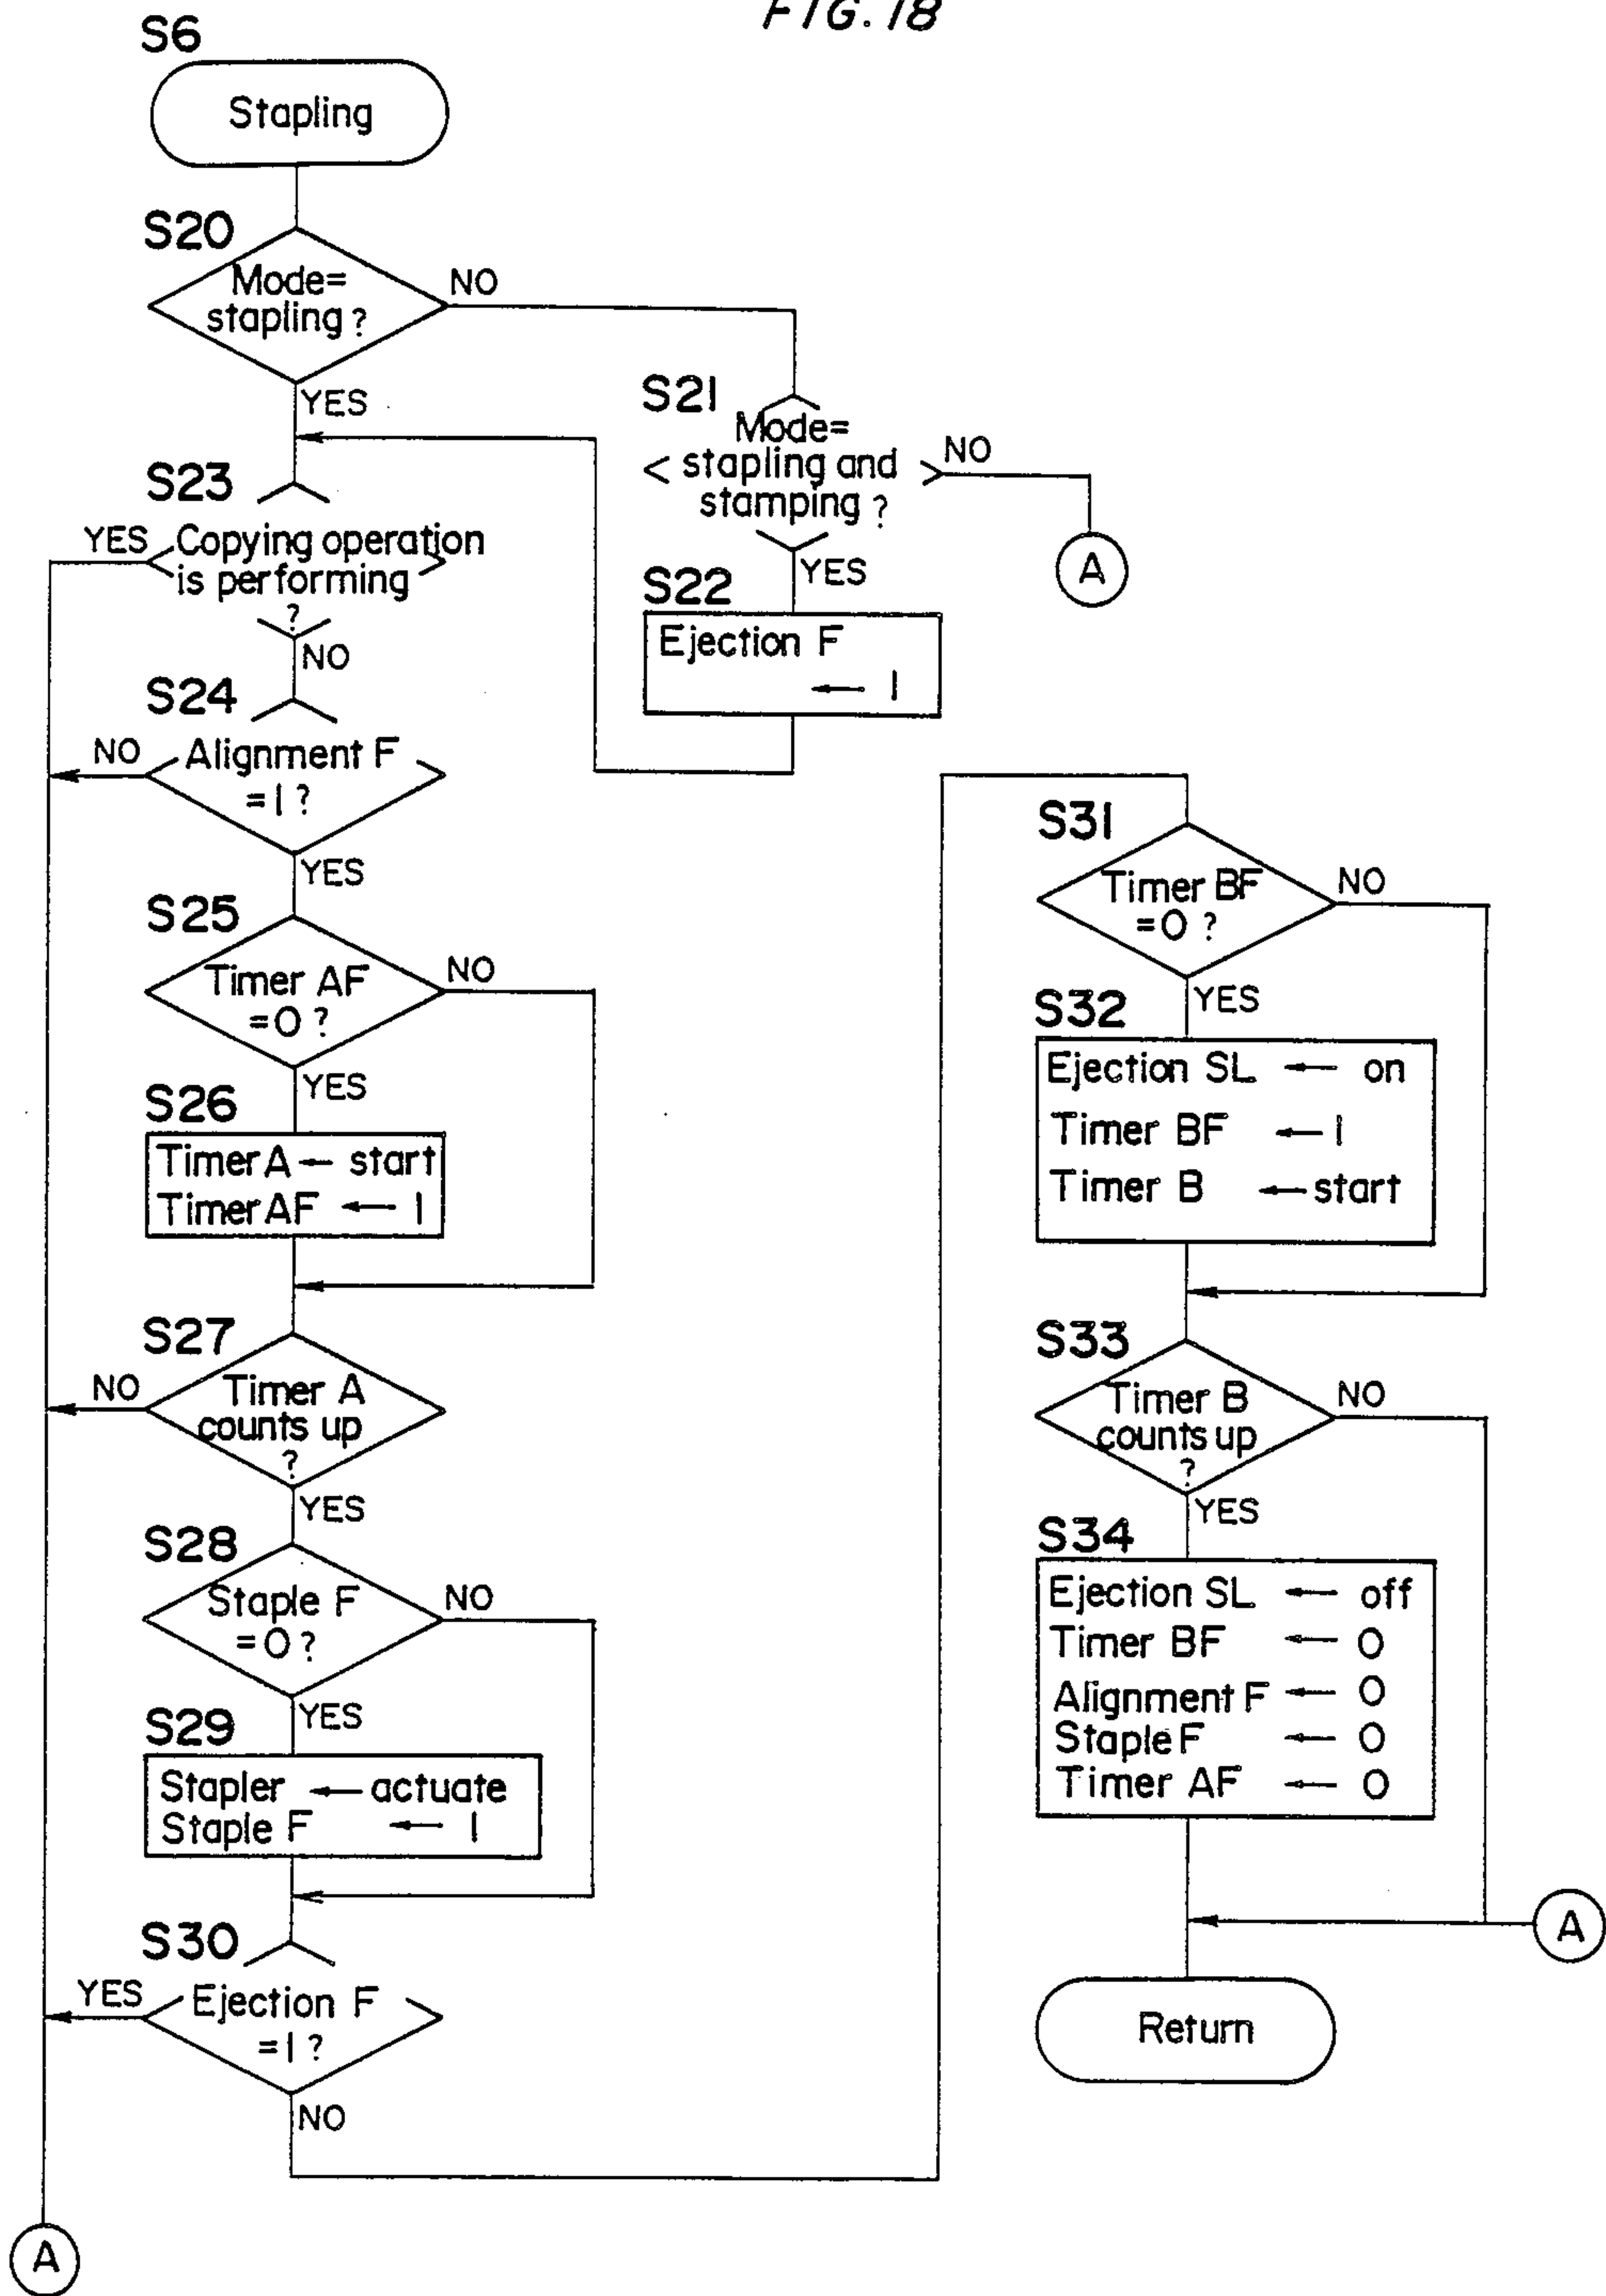 FIG. 18
S6
Stapling
S20
Mode=
stapling?
NO
YES
S21
Mode=
stapling and
stamping?
NO
A
YES
S22
Ejection F
← 1
S23
Copying operation
is performing
?
YES
NO
S24
Alignment F
=1?
NO
YES
S25
Timer AF
=0?
NO
YES
S26
Timer A ← start
Timer AF ← 1
S27
Timer A
counts up
?
NO
YES
S28
Staple F
=0?
NO
YES
S29
Stapler ← actuate
Staple F ← 1
S30
Ejection F
=1?
YES
NO
A
S31
Timer BF
=0?
NO
YES
S32
Ejection SL ← on
Timer BF ← 1
Timer B ← start
S33
Timer B
counts up
?
NO
YES
S34
Ejection SL ← off
Timer BF ← 0
Alignment F ← 0
Staple F ← 0
Timer AF ← 0
A
Return